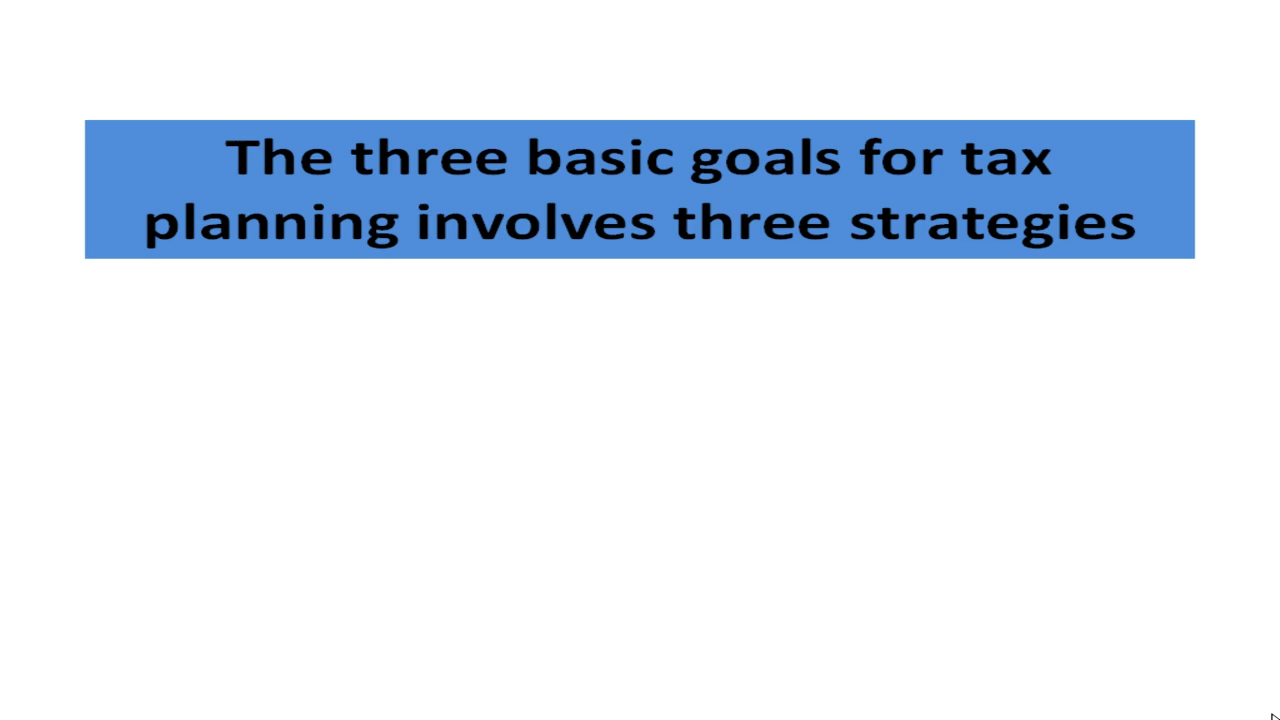 The three basic goals for tax
planning involves three strategies